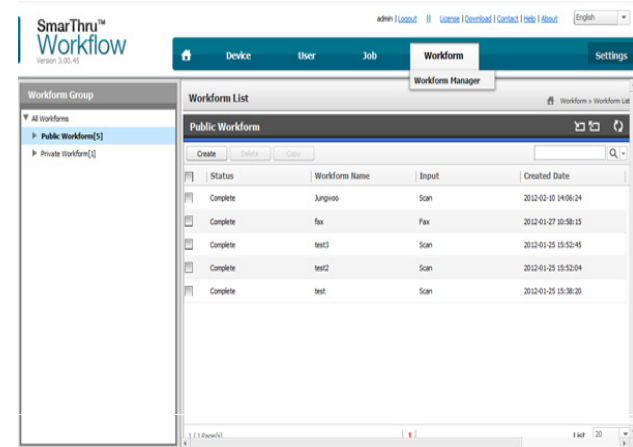 SmarThru™
Workflow
Version 3.00.45
admin | Logout || License | Download | Contact | Help | About English
Device User Job Workform Settings
Workform Manager
Workform Group
All Workforms
Public Workform[5]
Private Workform[1]
Workform List
Workform > Workform List
Public Workform
Create Delete Copy
Status Workform Name Input Created Date
Complete Jungwoo Scan 2012-02-10 14:06:24
Complete fax Fax 2012-01-27 10:58:15
Complete test3 Scan 2012-01-25 15:52:45
Complete test2 Scan 2012-01-25 15:52:04
Complete test Scan 2012-01-25 15:38:20
1 / 1 Page(s) 1 List 20